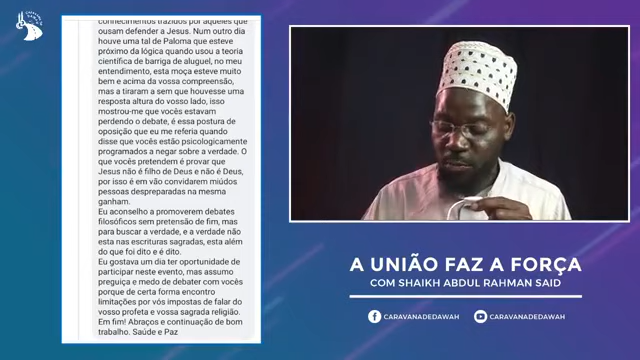 conhecimentos trazidos por aqueles que
ousam defender a Jesus. Num outro dia
houve uma tal de Paloma que esteve
próximo da lógica quando usou a teoria
científica de barriga de aluguel, no meu
entendimento, esta moça esteve muito
bem e acima da vossa compreensão,
mas a tiraram a sem que houvesse uma
resposta altura do vosso lado, isso
mostrou-me que vocês estavam
perdendo o debate, é essa postura de
oposição que eu me referia quando
disse que vocês estão psicologicamente
programados a negar sobre a verdade. O
que vocês pretendem é provar que
Jesus não é filho de Deus e não é Deus,
por isso é em vão convidarem miúdos
pessoas despreparadas na mesma
ganham.
Eu aconselho a promoverem debates
filosóficos sem pretensão de fim, mas
para buscar a verdade, e a verdade não
esta nas escrituras sagradas, esta além
do que foi dito e é dito.
Eu gostava um dia ter oportunidade de
participar neste evento, mas assumo
preguiça e medo de debater com vocês
porque de certa forma encontro
limitações por vós impostas de falar do
vosso profeta e vossa sagrada religião.
Em fim! Abraços e continuação de bom
trabalho. Saúde e Paz
A UNIÃO FAZ A FORÇA
COM SHAIKH ABDUL RAHMAN SAID
CARAVANADEDAWAH
CARAVANADEDAWAH